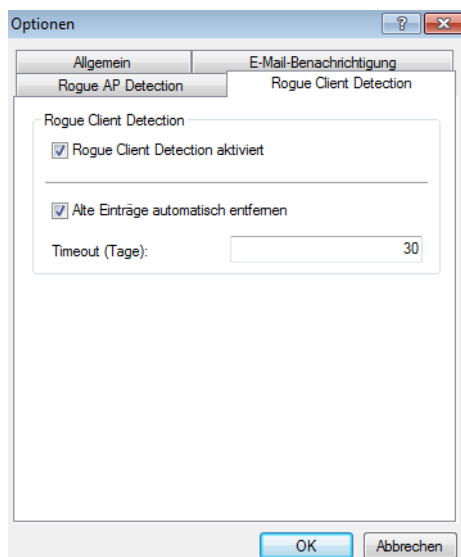 Optionen
Allgemein
E-Mail-Benachrichtigung
Rogue AP Detection
Rogue Client Detection
Rogue Client Detection
Rogue Client Detection aktiviert
Alte Einträge automatisch entfernen
Timeout (Tage): 30
OK Abbrechen